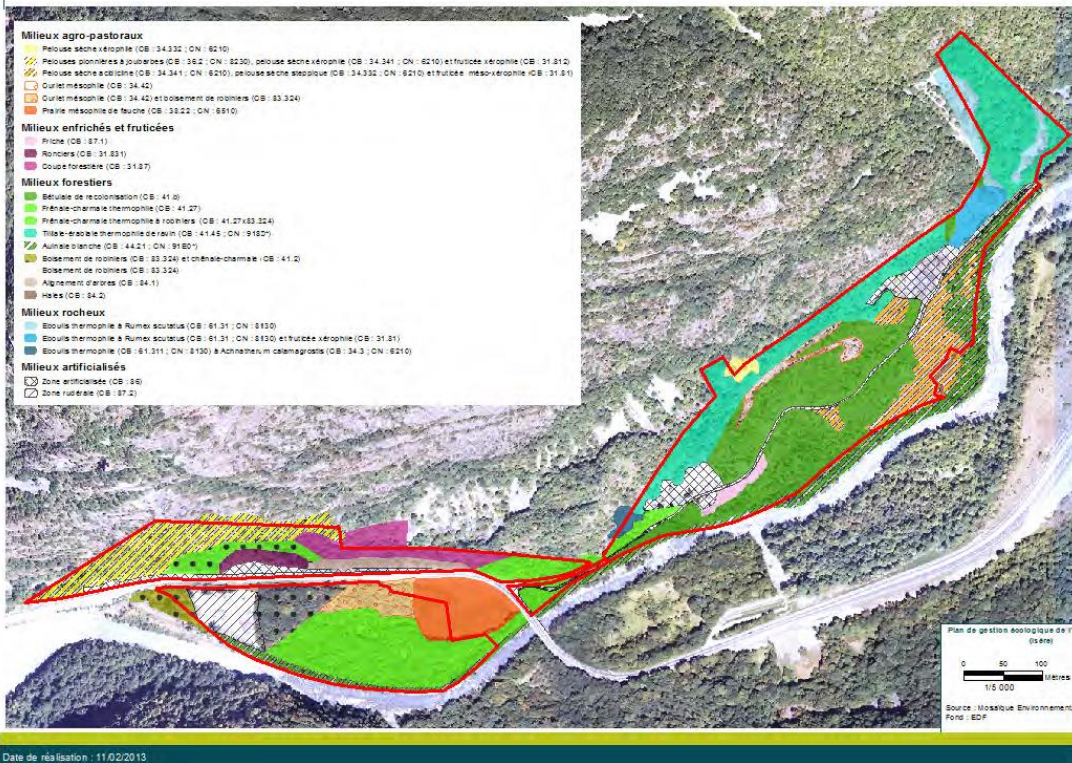 Milieux agro-pastoraux
Pelouse sèche xérophile (CB : 34.332 ; CN : 6210)
Pelouses pionnières à joubarbes (CB : 36.2 ; CN : 8230), pelouse sèche xérophile (CB : 34.341 ; CN : 6210) et fruticée xérophile (CB : 31.812)
Pelouse sèche acidicline (CB : 34.341 ; CN : 6210), pelouse sèche steppique (CB : 34.332 ; CN : 6210) et fruticée méso-xérophile (CB : 31.81)
Ourlet mésophile (CB : 34.42)
Ourlet mésophile (CB : 34.42) et boisement de robiniers (CB : 83.324)
Prairie mésophile de fauche (CB : 38.22 ; CN : 6510)
Milieux enfrichés et fruticées
Friche (CB : 87.1)
Ronciers (CB : 31.831)
Coupe forestière (CB : 31.87)
Milieux forestiers
Bétulaie de recolonisation (CB : 41.B)
Frênaie-charmaie thermophile (CB : 41.27)
Frênaie-charmaie thermophile à robiniers (CB : 41.27x83.324)
Tiliaie-érablaie thermophile de ravin (CB : 41.45 ; CN : 9180*)
Aulnaie blanche (CB : 44.21 ; CN : 91E0*)
Boisement de robiniers (CB : 83.324) et chênaie-charmaie (CB : 41.2)
Boisement de robiniers (CB : 83.324)
Alignement d'arbres (CB : 84.1)
Haies (CB : 84.2)
Milieux rocheux
Eboulis thermophile à Rumex scutatus (CB : 61.31 ; CN : 8130)
Eboulis thermophile à Rumex scutatus (CB : 61.31 ; CN : 8130) et fruticée xérophile (CB : 31.81)
Eboulis thermophile (CB : 61.311 ; CN : 8130) à Achnatherum calamagrostis (CB : 34.3 ; CN : 6210)
Milieux artificialisés
Zone artificialisée (CB : 86)
Zone rudérale (CB : 87.2)
Plan de gestion écologique de l'
(Isère)
0 50 100
Mètres
1/5 000
Source : Mosaïque Environnement
Fond : EDF
Date de réalisation : 11/02/2013